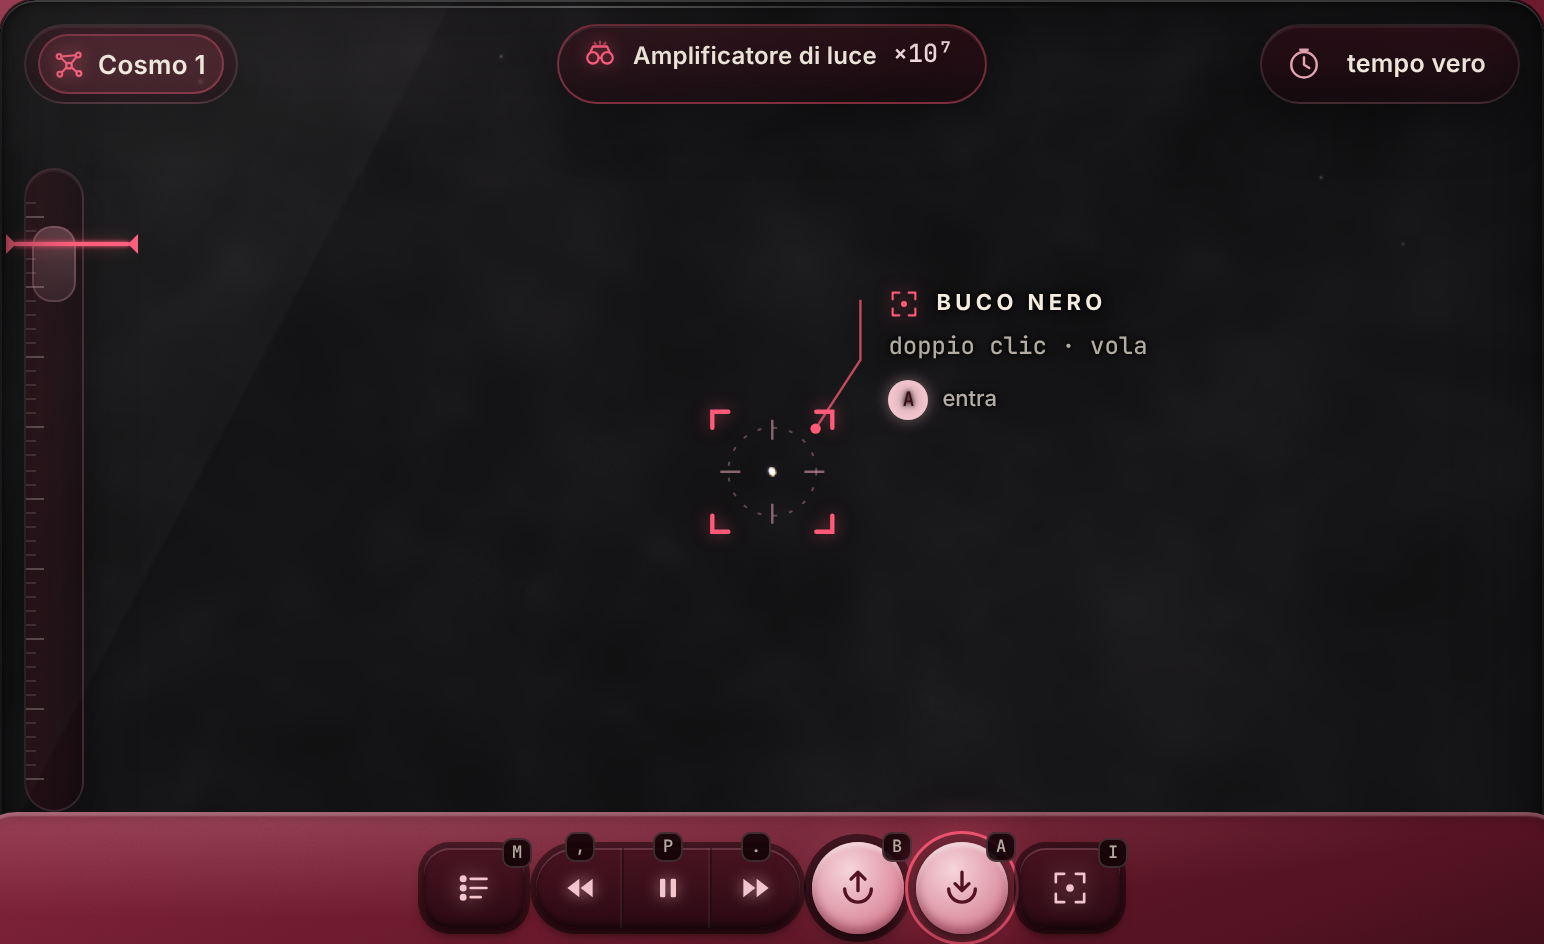 Cosmo 1
Amplificatore di luce ×10⁷
tempo vero
BUCO NERO
doppio clic · vola
A entra
M
,
P
.
B
A
I